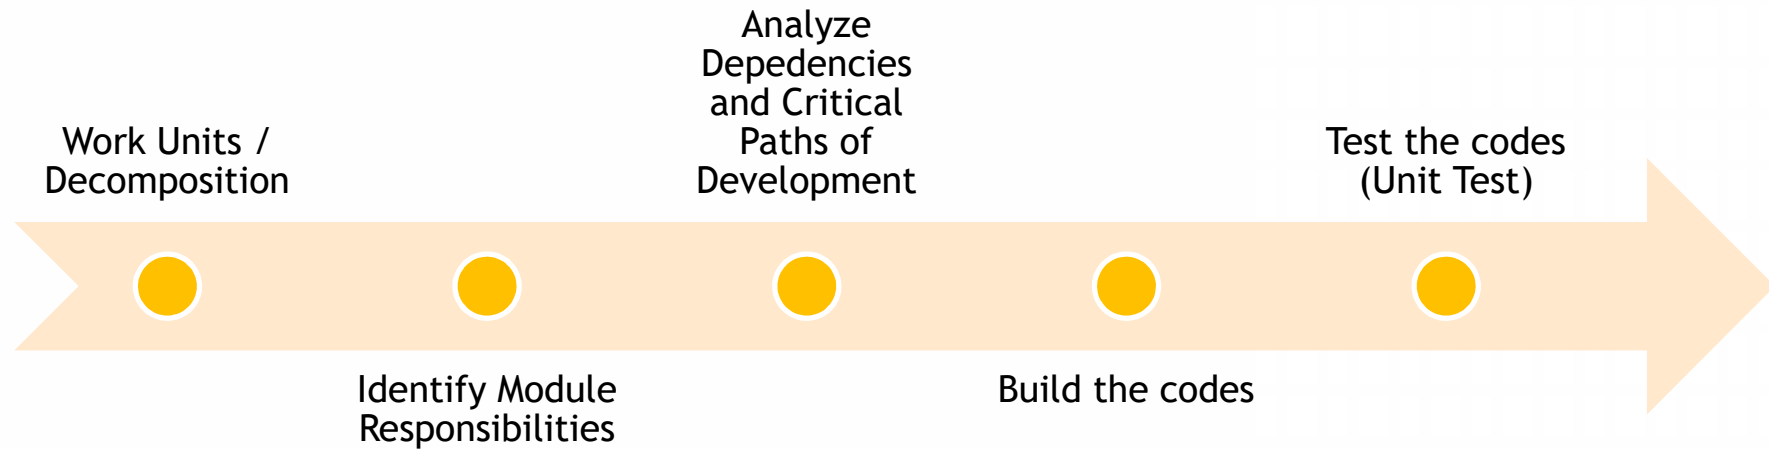 Work Units /
Decomposition
Identify Module
Responsibilities
Analyze
Depedencies
and Critical
Paths of
Development
Build the codes
Test the codes
(Unit Test)